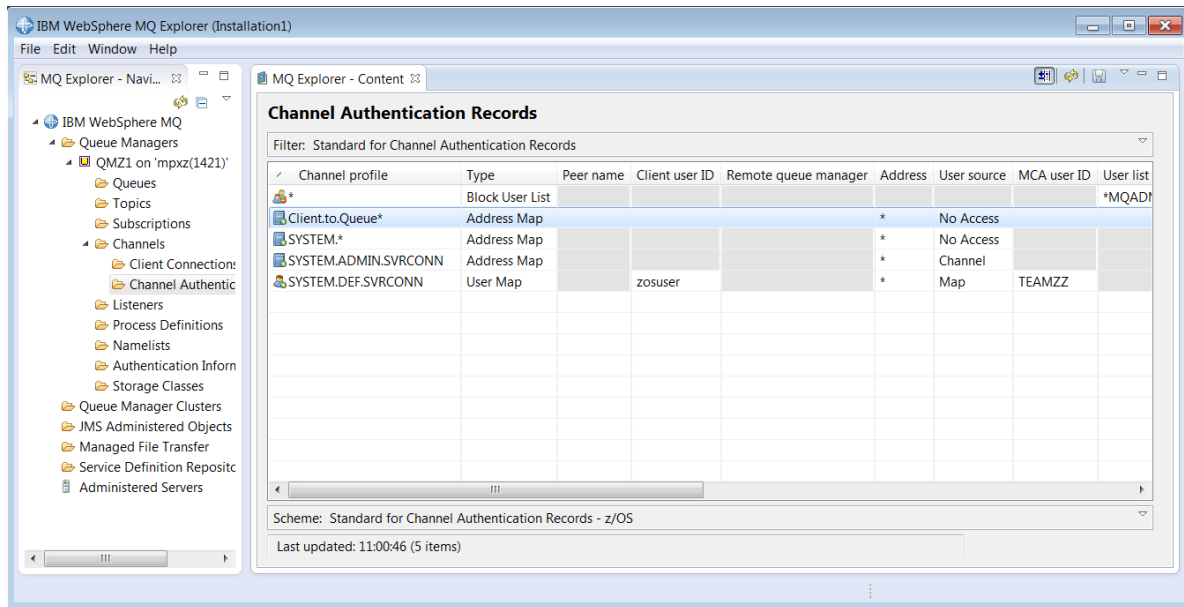 IBM WebSphere MQ Explorer (Installation1)
File Edit Window Help
MQ Explorer - Navi...
IBM WebSphere MQ
Queue Managers
QMZ1 on 'mpxz(1421)'
Queues
Topics
Subscriptions
Channels
Client Connections
Channel Authentic
Listeners
Process Definitions
Namelists
Authentication Inforn
Storage Classes
Queue Manager Clusters
JMS Administered Objects
Managed File Transfer
Service Definition Repositc
Administered Servers
MQ Explorer - Content
Channel Authentication Records
Filter: Standard for Channel Authentication Records
Channel profile Type Peer name Client user ID Remote queue manager Address User source MCA user ID User list
* Block User List *MQADM
Client.to.Queue* Address Map * No Access
SYSTEM.* Address Map * No Access
SYSTEM.ADMIN.SVRCONN Address Map * Channel
SYSTEM.DEF.SVRCONN User Map zosuser * Map TEAMZZ
Scheme: Standard for Channel Authentication Records - z/OS
Last updated: 11:00:46 (5 items)